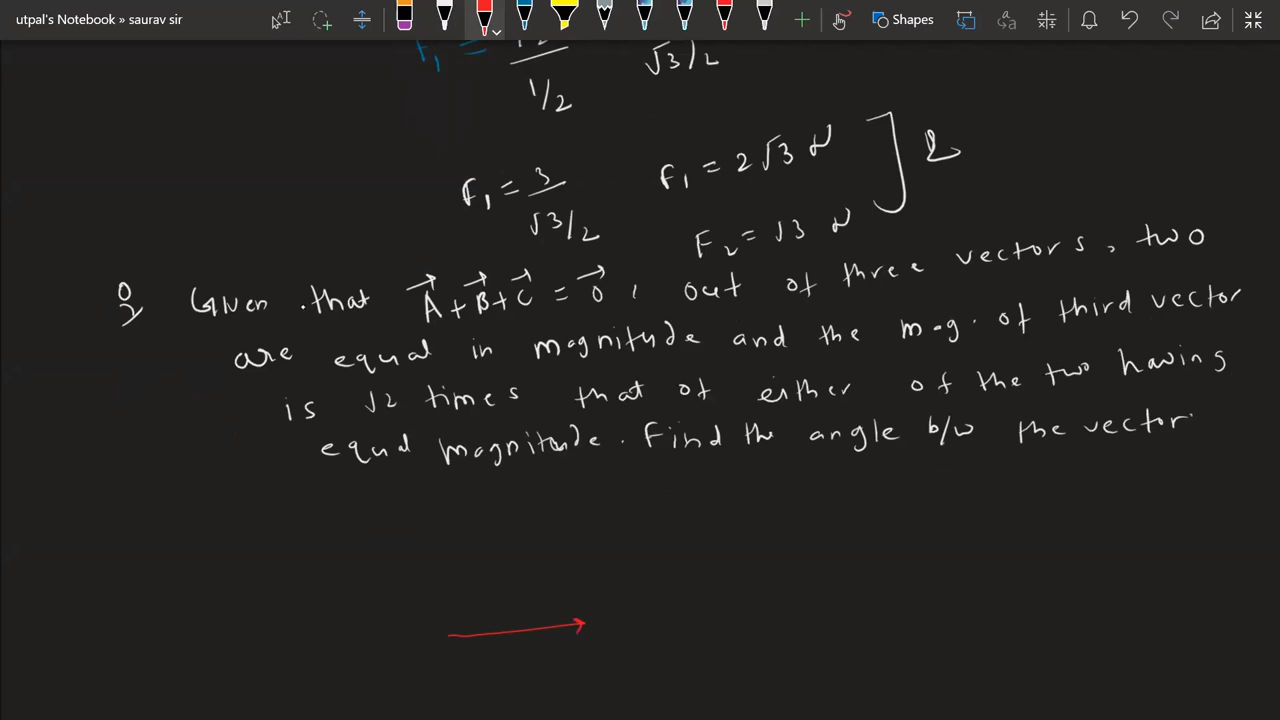 utpal's Notebook » saurav sir
Shapes
F₁ =
1/2
√3/2
F₁ = 3/√3/2
F₁ = 2√3 N
F₂ = √3 N
Q Given that A⃗ + B⃗ + C⃗ = 0⃗, out of three vectors, two
are equal in magnitude and the mag. of third vector
is √2 times that of either of the two having
equal magnitude. Find the angle b/w the vector